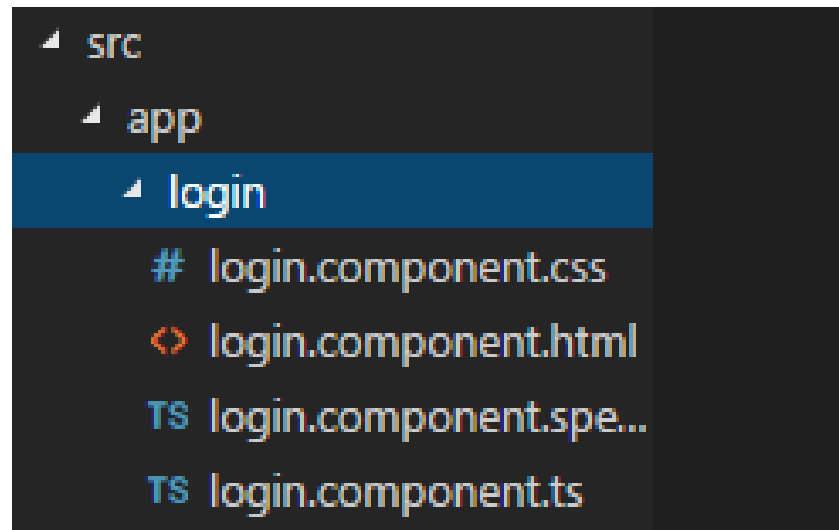 src
app
login
# login.component.css
<> login.component.html
TS login.component.spe...
TS login.component.ts